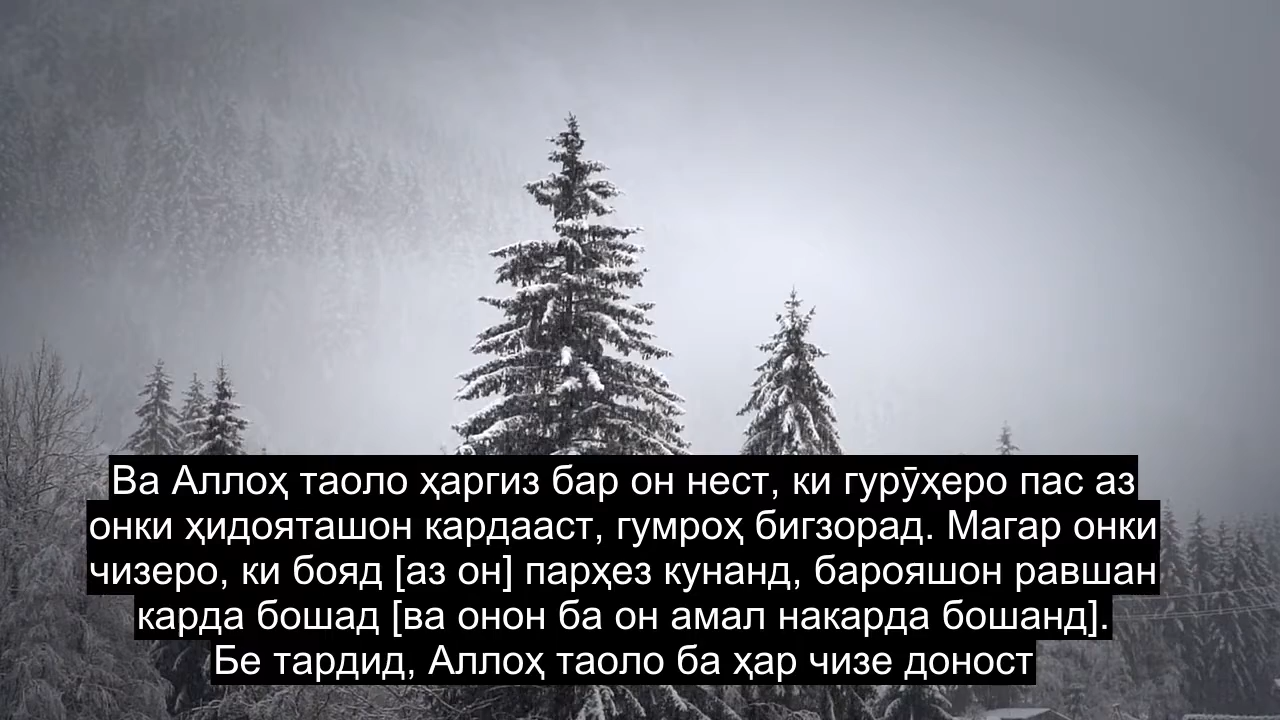 Ва Аллоҳ таоло ҳаргиз бар он нест, ки гурӯҳеро пас аз
онки ҳидояташон кардааст, гумроҳ бигзорад. Магар онки
чизеро, ки бояд [аз он] парҳез кунанд, барояшон равшан
карда бошад [ва онон ба он амал накарда бошанд].
Бе тардид, Аллоҳ таоло ба ҳар чизе доност